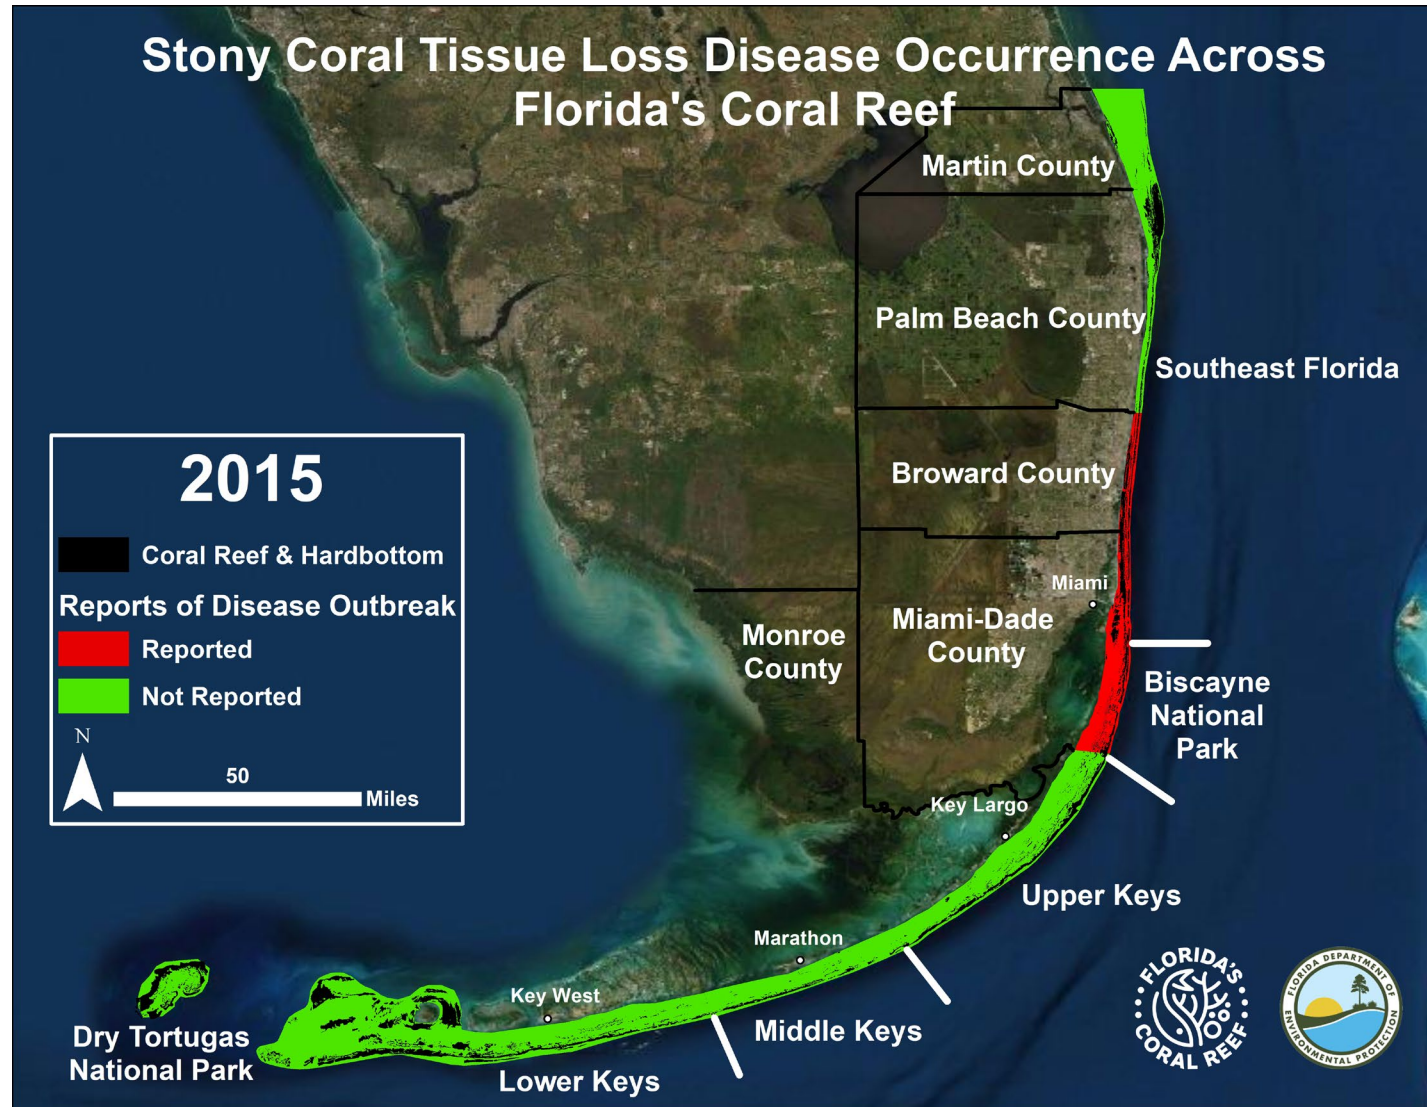 Stony Coral Tissue Loss Disease Occurrence Across
Florida's Coral Reef
Martin County
Palm Beach County
Southeast Florida
Broward County
2015
Coral Reef & Hardbottom
Reports of Disease Outbreak
Reported
Not Reported
N
50
Miles
Miami
Miami-Dade
County
Monroe
County
Biscayne
National
Park
Key Largo
Upper Keys
Marathon
Middle Keys
Key West
Lower Keys
Dry Tortugas
National Park
FLORIDA'S
CORAL REEF
FLORIDA DEPARTMENT OF
ENVIRONMENTAL PROTECTION